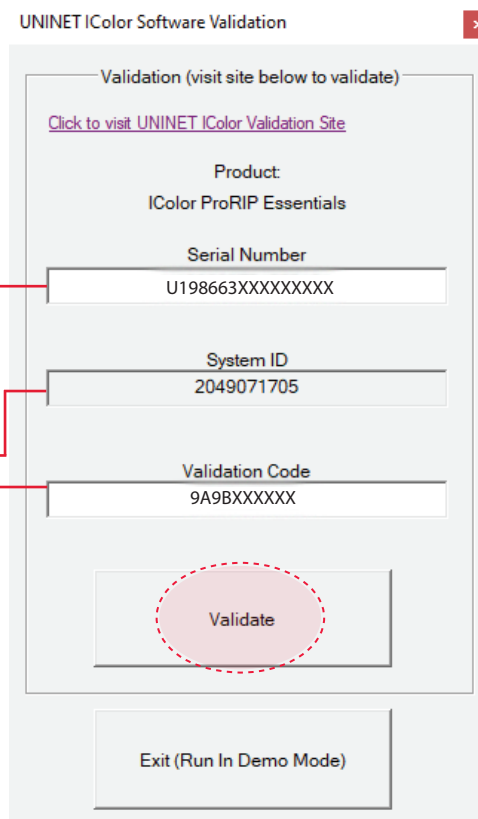 UNINET IColor Software Validation
Validation (visit site below to validate)
Click to visit UNINET IColor Validation Site
Product:
IColor ProRIP Essentials
Serial Number
U198663XXXXXXXXX
System ID
2049071705
Validation Code
9A9BXXXXXX
Validate
Exit (Run In Demo Mode)